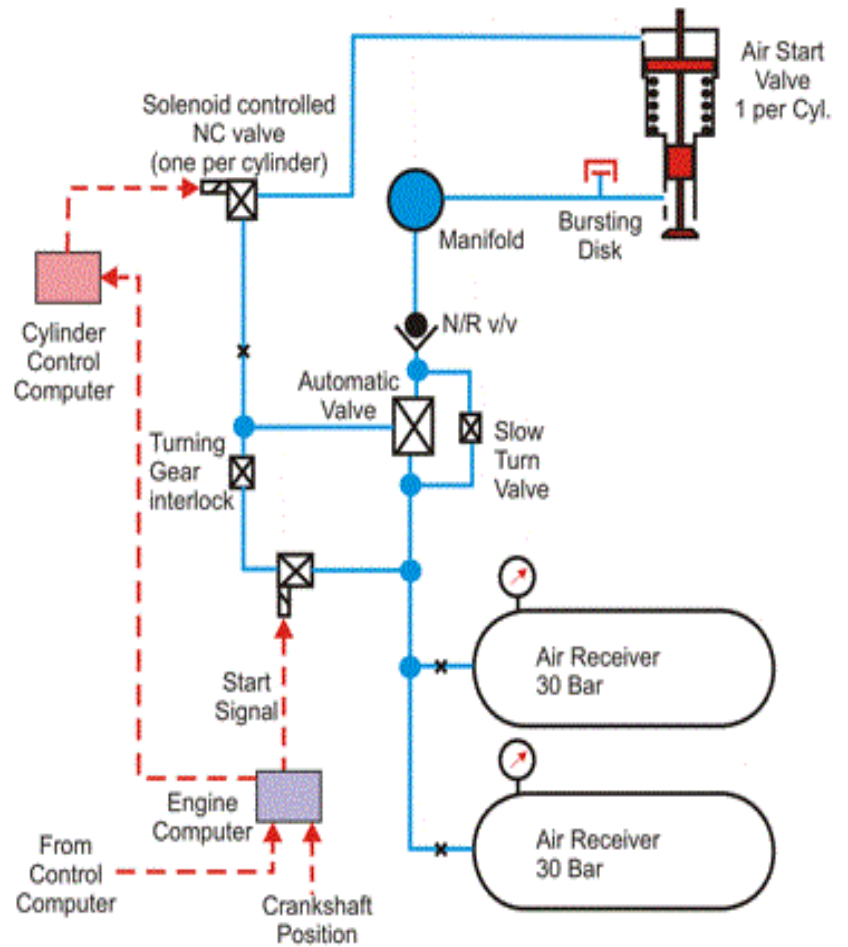 Air Start
Valve
1 per Cyl.
Solenoid controlled
NC valve
(one per cylinder)
Bursting
Disk
Manifold
N/R v/v
Cylinder
Control
Computer
Automatic
Valve
Slow
Turn
Valve
Turning
Gear
interlock
Air Receiver
30 Bar
Start
Signal
Engine
Computer
Air Receiver
30 Bar
From
Control
Computer
Crankshaft
Position